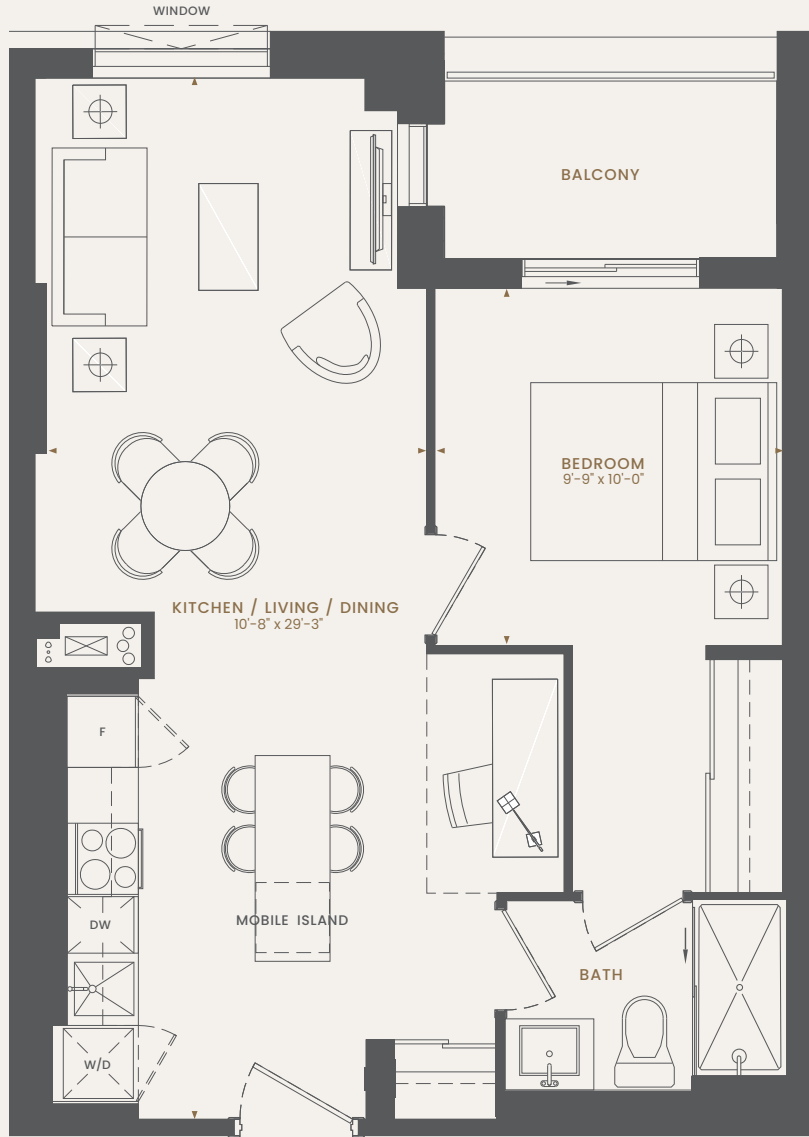 WINDOW
BALCONY
BEDROOM
9'-9" x 10'-0"
KITCHEN / LIVING / DINING
10'-8" x 29'-3"
F
DW
MOBILE ISLAND
BATH
W/D